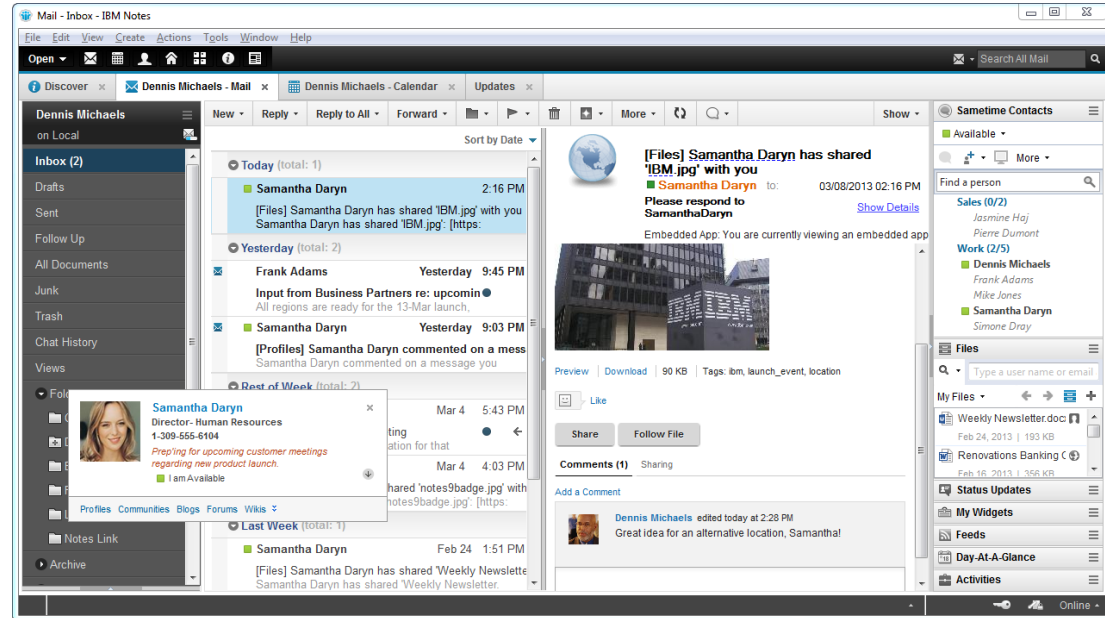 Mail - Inbox - IBM Notes
File Edit View Create Actions Tools Window Help
Open
Search All Mail
Discover × Dennis Michaels - Mail × Dennis Michaels - Calendar × Updates ×
Dennis Michaels
on Local
Inbox (2)
Drafts
Sent
Follow Up
All Documents
Junk
Trash
Chat History
Views
Notes Link
Archive
New Reply Reply to All Forward More Show
Sort by Date
Today (total: 1)
Samantha Daryn 2:16 PM
[Files] Samantha Daryn has shared 'IBM.jpg' with you
Samantha Daryn has shared 'IBM.jpg': [https:
Yesterday (total: 2)
Frank Adams Yesterday 9:45 PM
Input from Business Partners re: upcomin
All regions are ready for the 13-Mar launch,
Samantha Daryn Yesterday 9:03 PM
[Profiles] Samantha Daryn commented on a mess
Samantha Daryn commented on a message you
Rest of Week (total: 2)
Mar 4 5:43 PM
ting
ation for that
Mar 4 4:03 PM
hared 'notes9badge.jpg' with
notes9badge.jpg': [https:
Last Week (total: 1)
Samantha Daryn Feb 24 1:51 PM
[Files] Samantha Daryn has shared 'Weekly Newslette
Samantha Daryn has shared 'Weekly Newsletter.
Samantha Daryn ×
Director- Human Resources
1-309-555-6104
Prep'ing for upcoming customer meetings
regarding new product launch.
I am Available
Profiles Communities Blogs Forums Wikis
[Files] Samantha Daryn has shared
'IBM.jpg' with you
Samantha Daryn to: 03/08/2013 02:16 PM
Please respond to
SamanthaDaryn
Show Details
Embedded App: You are currently viewing an embedded app
IBM
Preview Download 90 KB Tags: ibm, launch_event, location
Like
Share Follow File
Comments (1) Sharing
Add a Comment
Dennis Michaels edited today at 2:28 PM
Great idea for an alternative location, Samantha!
Sametime Contacts
Available
More
Find a person
Sales (0/2)
Jasmine Haj
Pierre Dumont
Work (2/5)
Dennis Michaels
Frank Adams
Mike Jones
Samantha Daryn
Simone Dray
Files
Type a user name or email
My Files
Weekly Newsletter.doc
Feb 24, 2013 | 193 KB
Renovations Banking
Feb 16, 2013 | 356 KB
Status Updates
My Widgets
Feeds
Day-At-A-Glance
Activities
Online